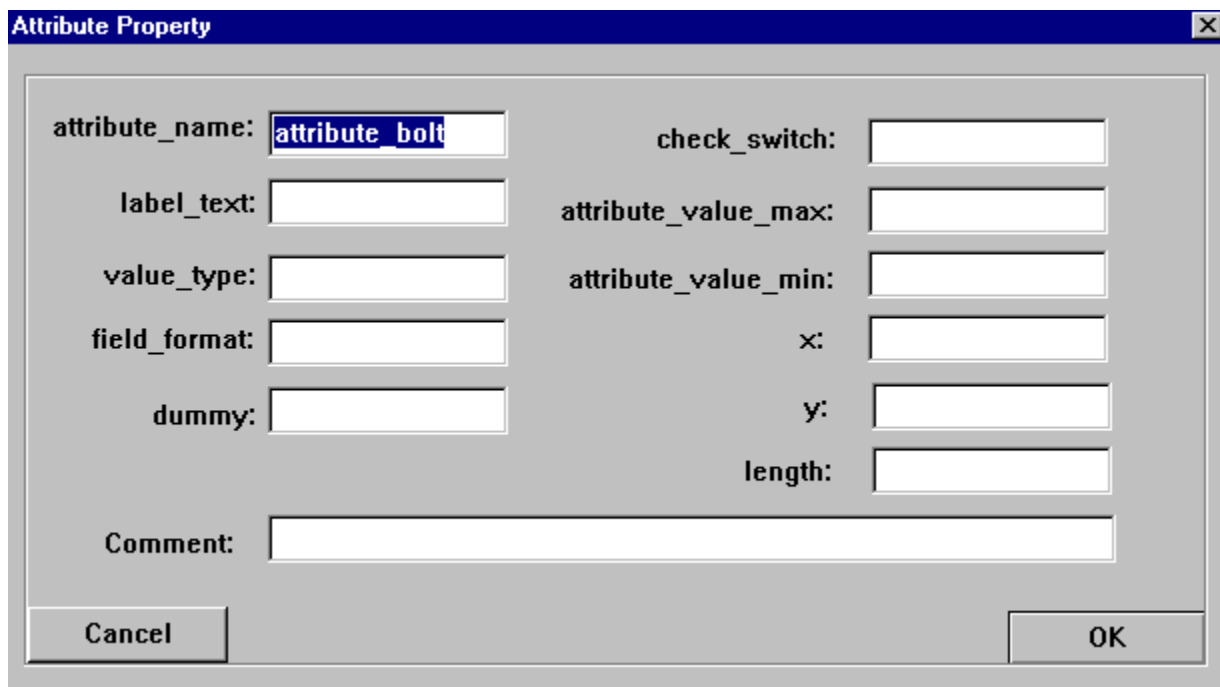 Attribute Property
attribute_name: attribute_bolt
check_switch:
label_text:
attribute_value_max:
value_type:
attribute_value_min:
field_format:
x:
dummy:
y:
length:
Comment:
Cancel
OK